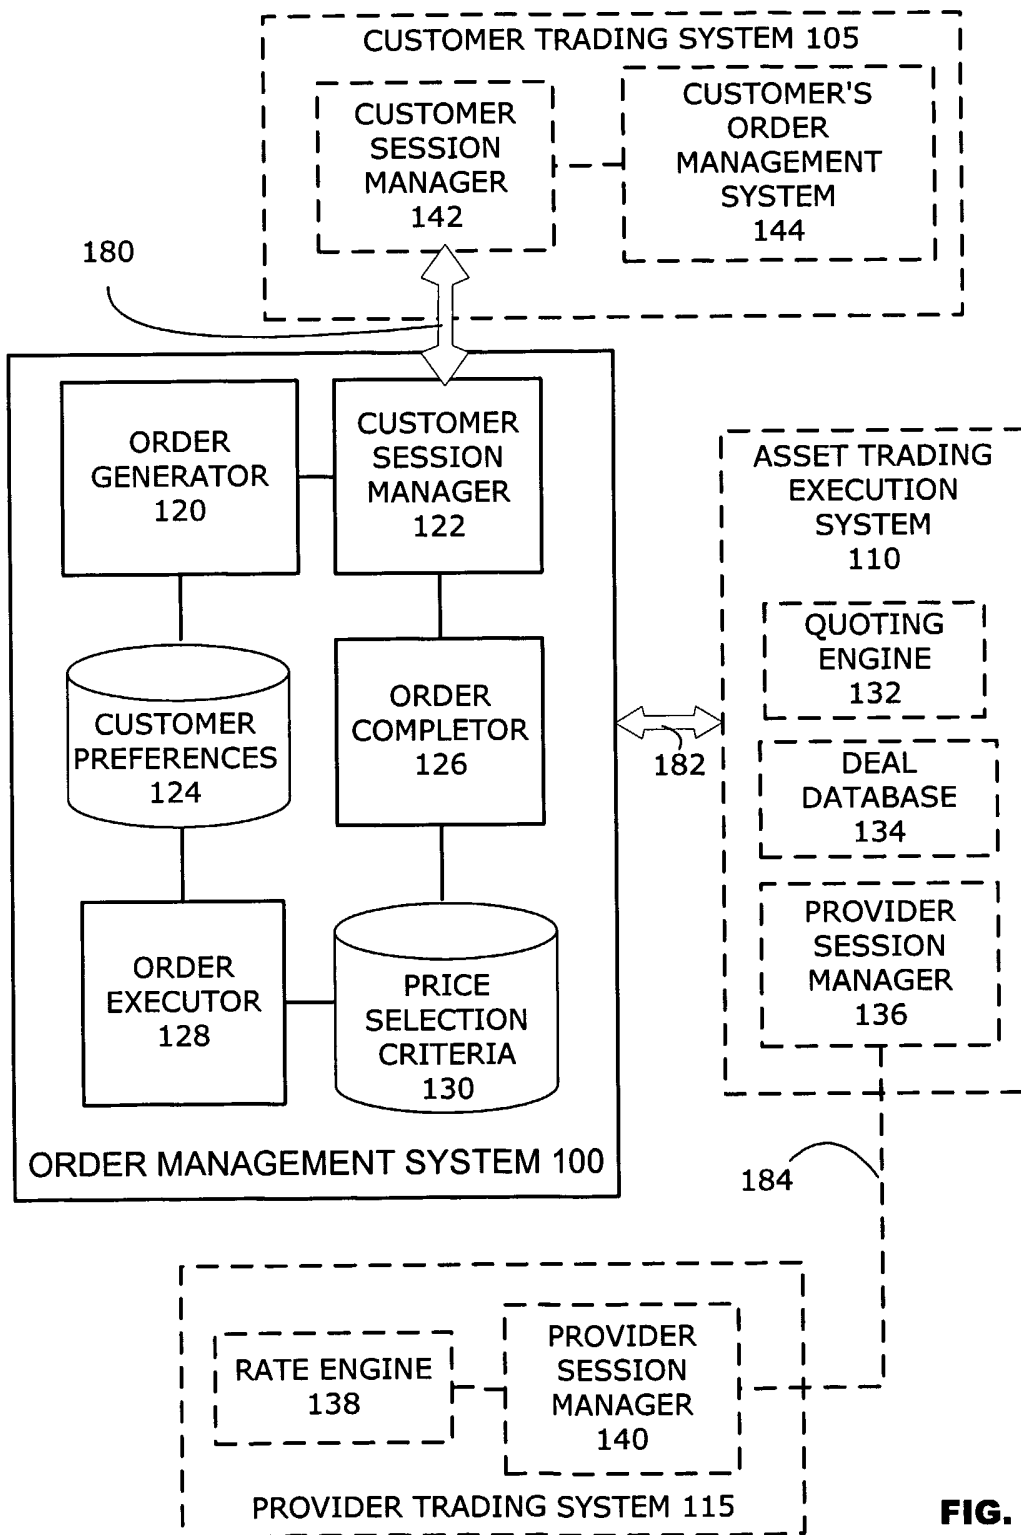 CUSTOMER TRADING SYSTEM 105
CUSTOMER
SESSION
MANAGER
142
CUSTOMER'S
ORDER
MANAGEMENT
SYSTEM
144
180
ORDER
GENERATOR
120
CUSTOMER
SESSION
MANAGER
122
CUSTOMER
PREFERENCES
124
ORDER
COMPLETOR
126
ORDER
EXECUTOR
128
PRICE
SELECTION
CRITERIA
130
ORDER MANAGEMENT SYSTEM 100
182
ASSET TRADING
EXECUTION
SYSTEM
110
QUOTING
ENGINE
132
DEAL
DATABASE
134
PROVIDER
SESSION
MANAGER
136
184
RATE ENGINE
138
PROVIDER
SESSION
MANAGER
140
PROVIDER TRADING SYSTEM 115
FIG.